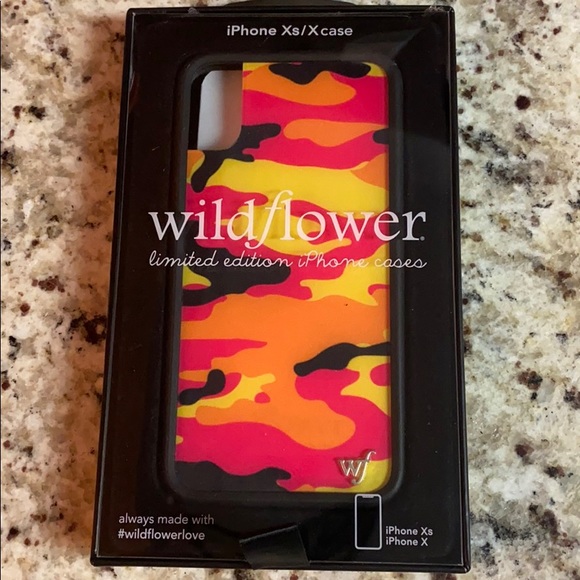 iPhone Xs/X case
wildflower®
limited edition iPhone cases
wf
always made with
#wildflowerlove
iPhone Xs
iPhone X